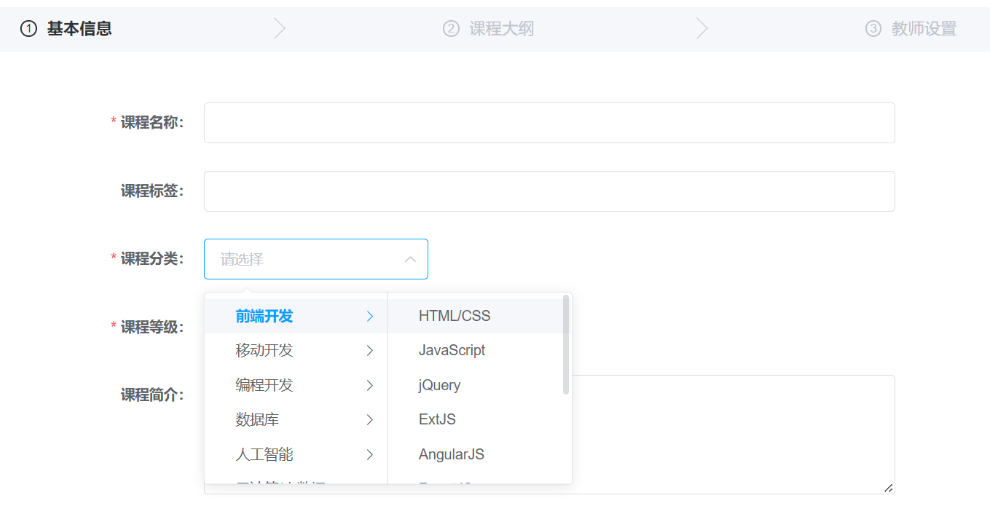 ① 基本信息
② 课程大纲
③ 教师设置
* 课程名称：
课程标签：
* 课程分类：
请选择
* 课程等级：
课程简介：
前端开发
移动开发
编程开发
数据库
人工智能
HTML/CSS
JavaScript
jQuery
ExtJS
AngularJS